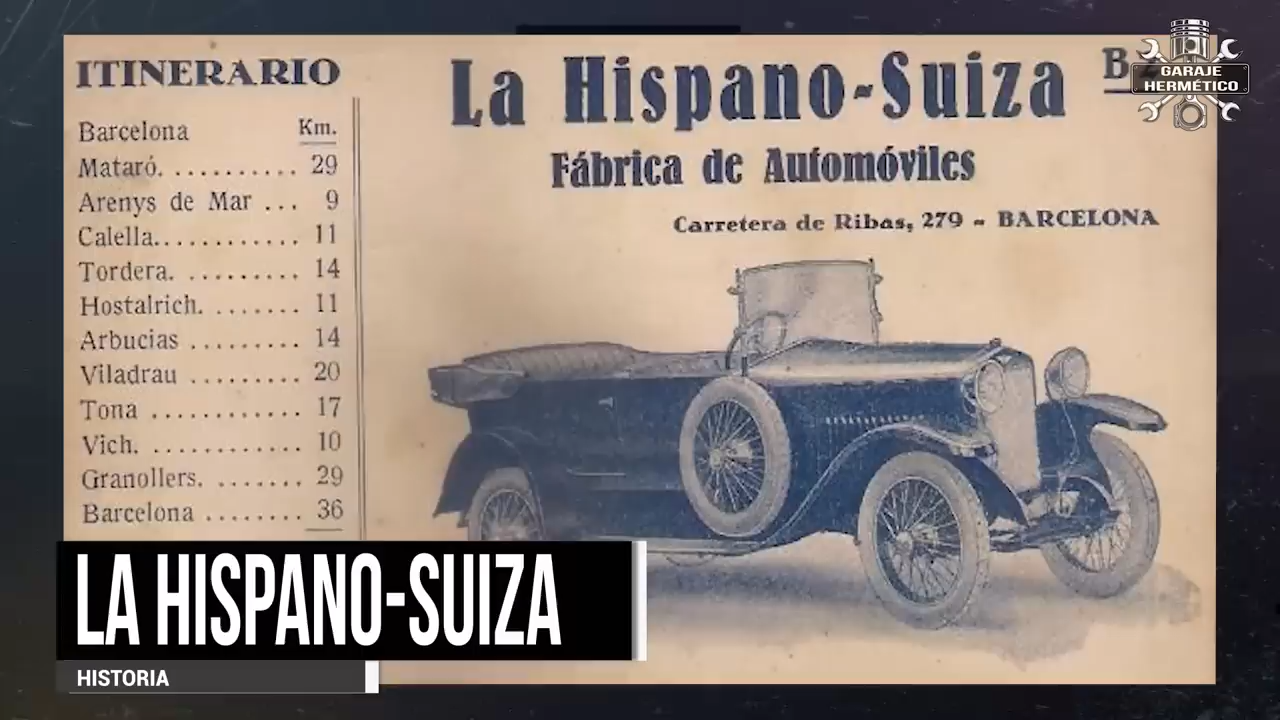 ITINERARIO
Barcelona Km.
Mataró. .......... 29
Arenys de Mar ... 9
Calella............ 11
Tordera. ......... 14
Hostalrich. ....... 11
Arbucias ......... 14
Viladrau ......... 20
Tona ............ 17
Vich. ............ 10
Granollers. ....... 29
Barcelona ........ 36
La Hispano-Suiza
Fábrica de Automóviles
Carretera de Ribas, 279 - BARCELONA
GARAJE
HERMÉTICO
LA HISPANO-SUIZA
HISTORIA